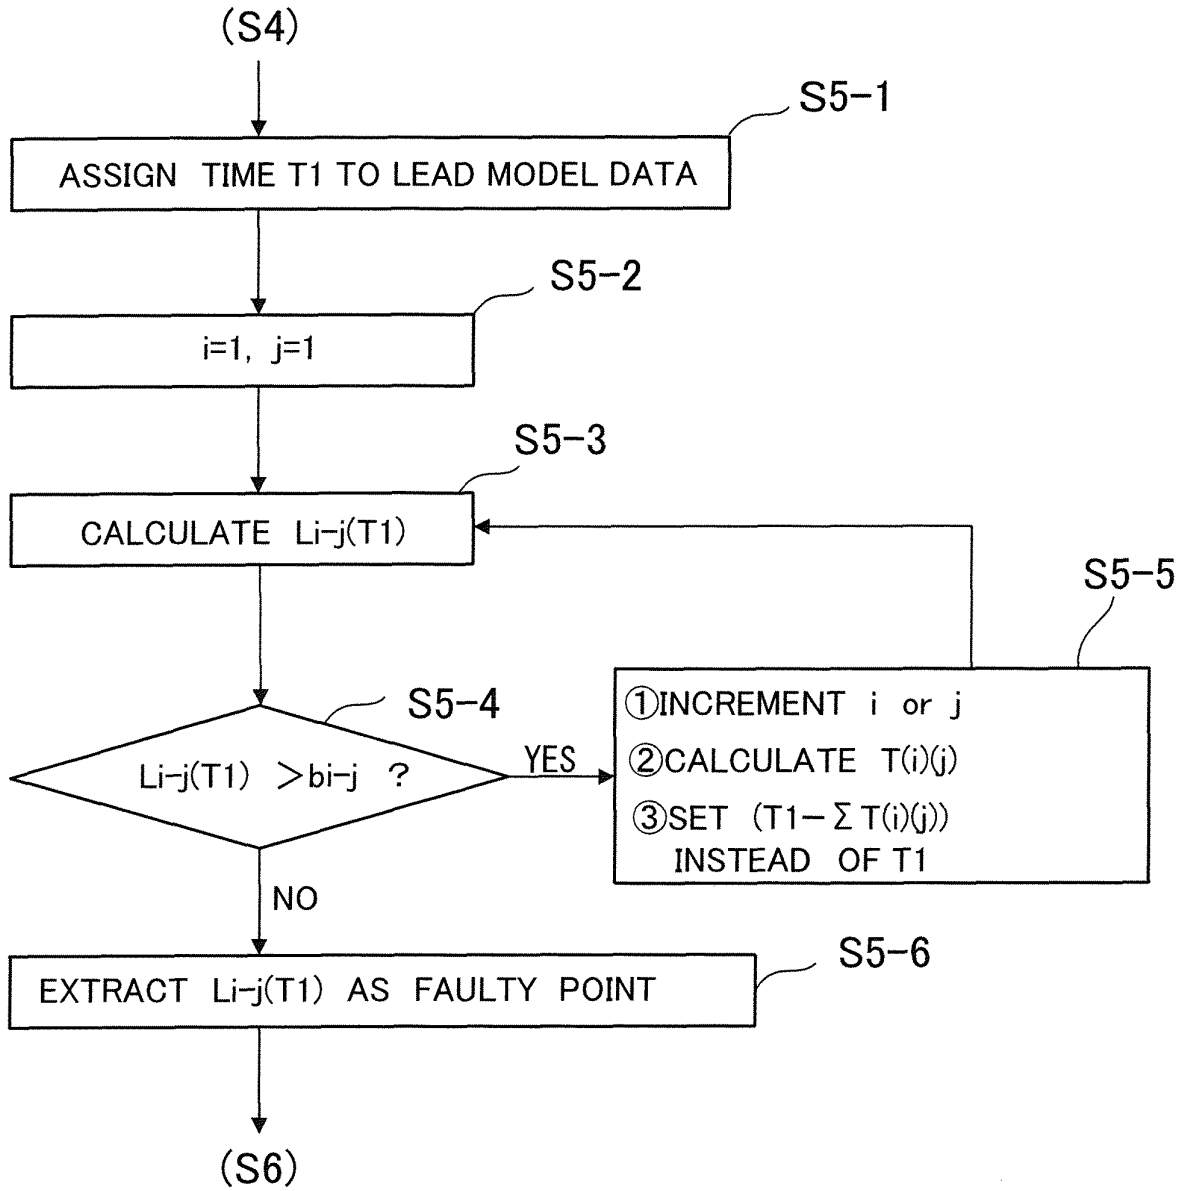 (S4)
S5-1
ASSIGN TIME T1 TO LEAD MODEL DATA
S5-2
i=1, j=1
S5-3
CALCULATE Li-j(T1)
S5-4
Li-j(T1) >bi-j ?
YES
S5-5
①INCREMENT i or j
②CALCULATE T(i)(j)
③SET (T1-Σ T(i)(j))
INSTEAD OF T1
NO
S5-6
EXTRACT Li-j(T1) AS FAULTY POINT
(S6)